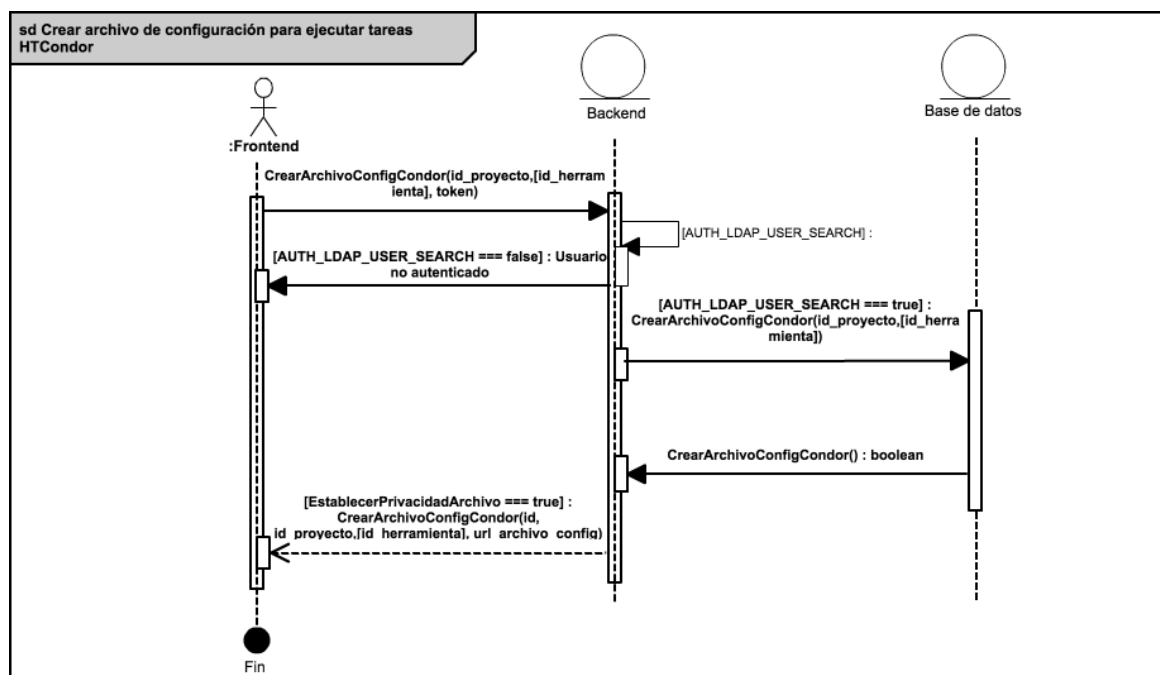 sd Crear archivo de configuración para ejecutar tareas
HTCondor
:Frontend
Backend
Base de datos
CrearArchivoConfigCondor(id_proyecto,[id_herram
ienta], token)
[AUTH_LDAP_USER_SEARCH] :
[AUTH_LDAP_USER_SEARCH === false] : Usuario
no autenticado
[AUTH_LDAP_USER_SEARCH === true] :
CrearArchivoConfigCondor(id_proyecto,[id_herra
mienta])
CrearArchivoConfigCondor() : boolean
[EstablecerPrivacidadArchivo === true] :
CrearArchivoConfigCondor(id,
id_proyecto,[id_herramienta], url_archivo_config)
Fin